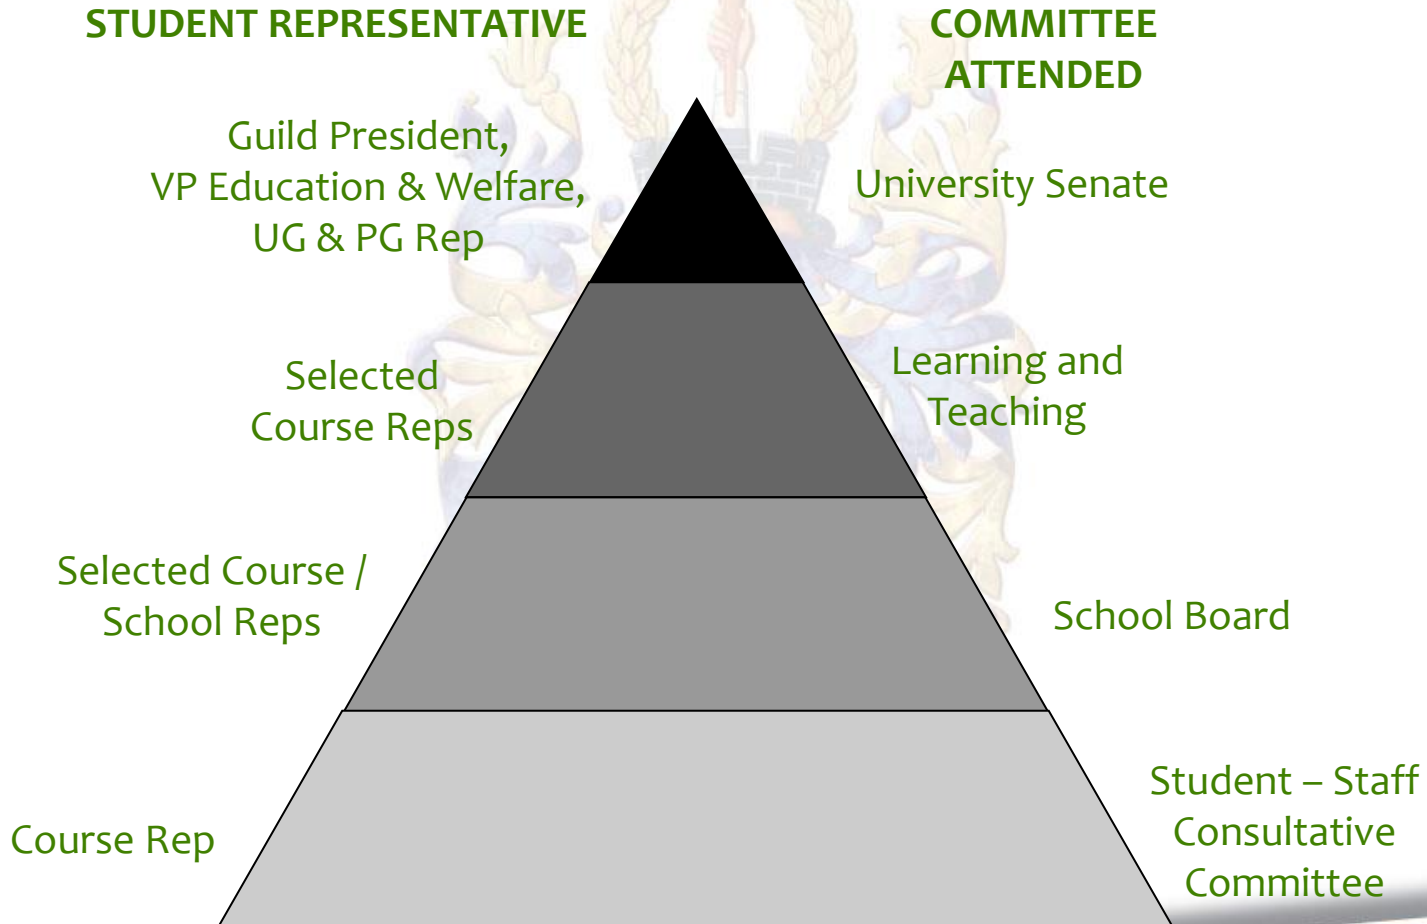 STUDENT REPRESENTATIVE
COMMITTEE
ATTENDED
Guild President,
VP Education & Welfare,
UG & PG Rep
University Senate
Selected
Course Reps
Learning and
Teaching
Selected Course /
School Reps
School Board
Course Rep
Student – Staff
Consultative
Committee